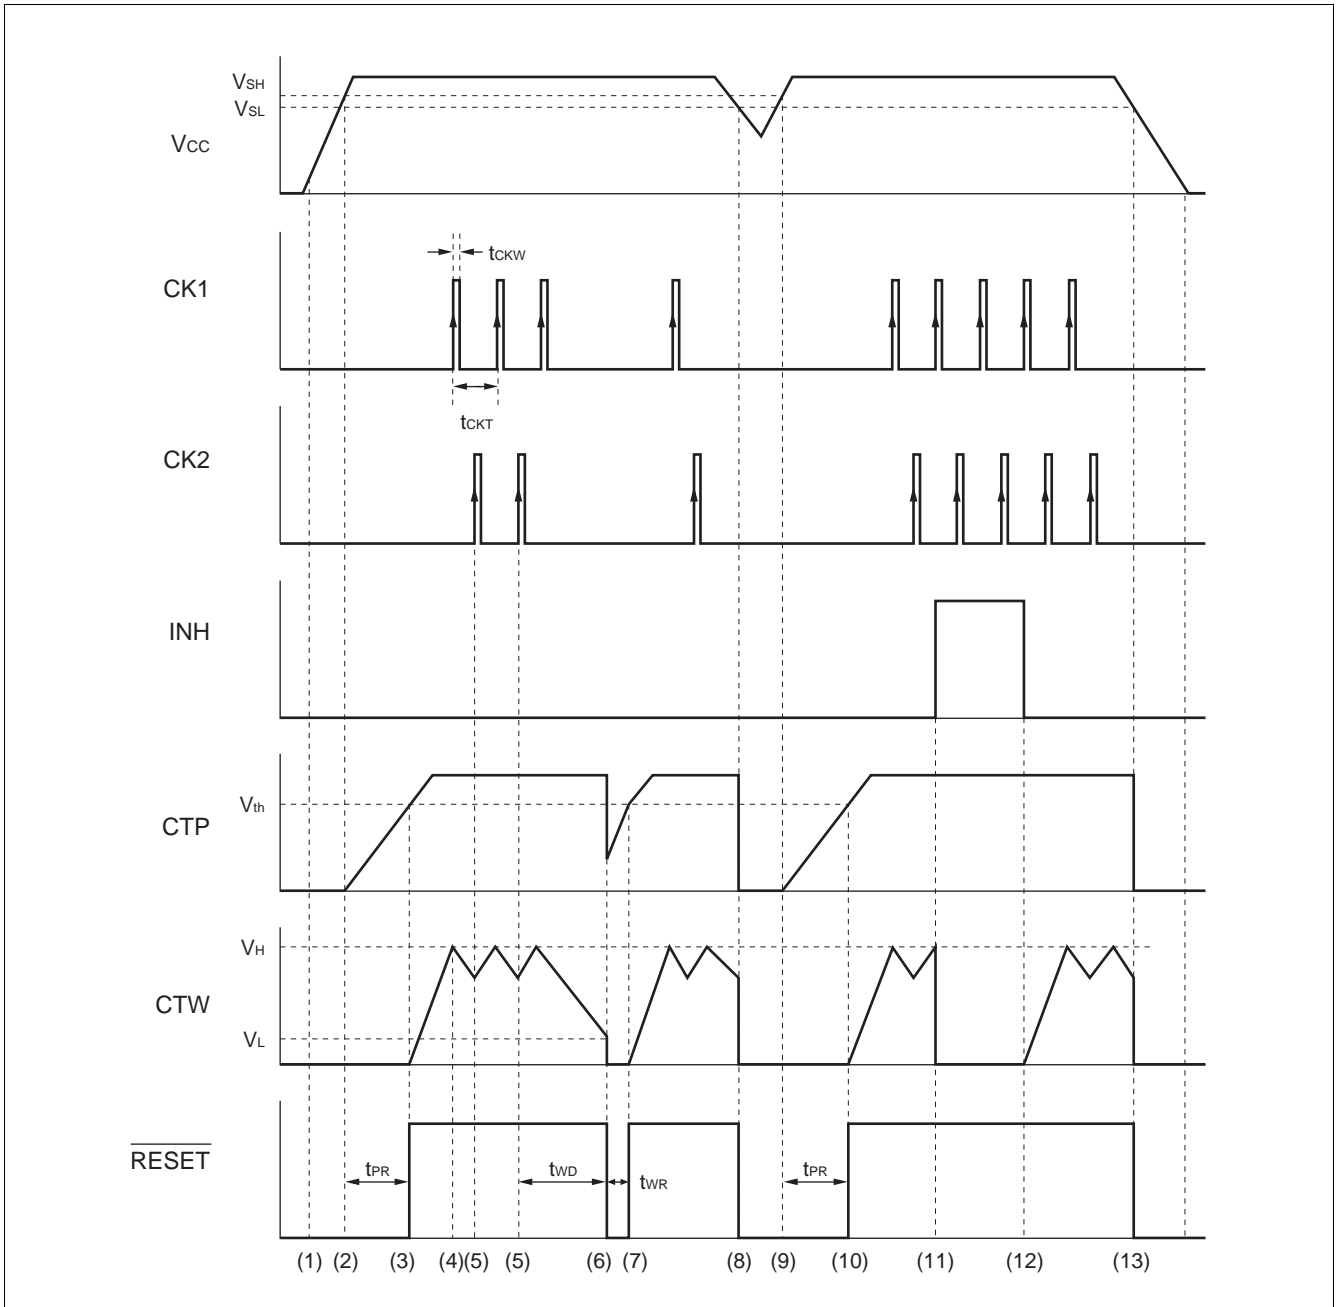 VSH
VSL
VCC
tCKW
CK1
tCKT
CK2
INH
Vth
CTP
VH
CTW
VL
RESET
tPR
tWD
tWR
tPR
(1) (2) (3) (4)(5) (5) (6) (7) (8) (9) (10) (11) (12) (13)